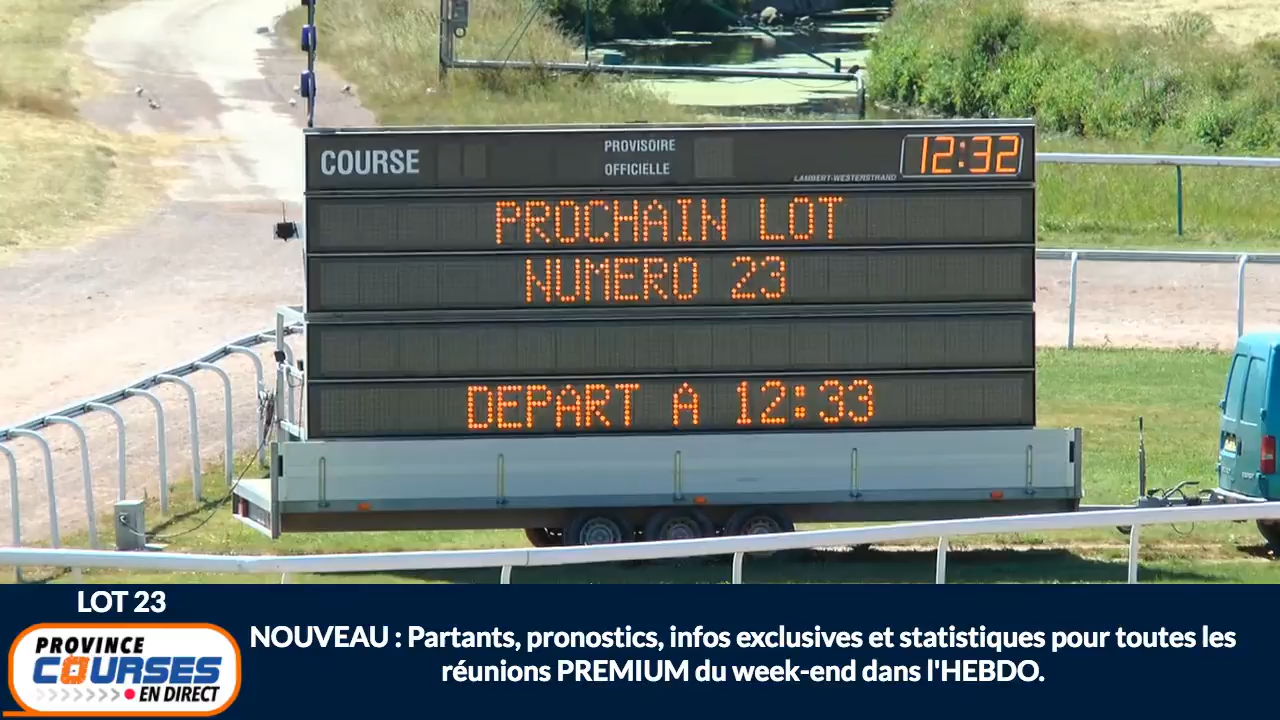 COURSE
PROVISOIRE
OFFICIELLE
LAMBERT-WESTERSTRAND
12:32
PROCHAIN LOT
NUMERO 23
DEPART A 12:33
LOT 23
PROVINCE
COURSES
EN DIRECT
NOUVEAU : Partants, pronostics, infos exclusives et statistiques pour toutes les
réunions PREMIUM du week-end dans l'HEBDO.